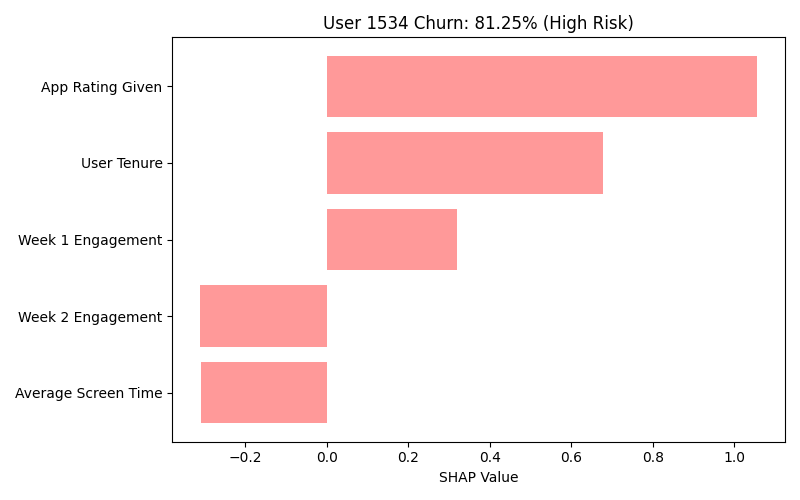 User 1534 Churn: 81.25% (High Risk)
App Rating Given
User Tenure
Week 1 Engagement
Week 2 Engagement
Average Screen Time
−0.2 0.0 0.2 0.4 0.6 0.8 1.0
SHAP Value